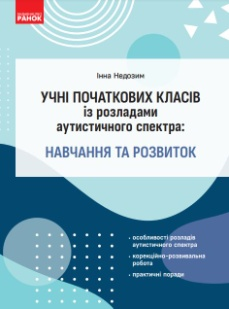 РАНОК
Інна Недозим
УЧНІ ПОЧАТКОВИХ КЛАСІВ
із розладами
аутистичного спектра:
НАВЧАННЯ ТА РОЗВИТОК
• особливості розладів
аутистичного спектра
• корекційно-розвивальна
робота
• практичні поради